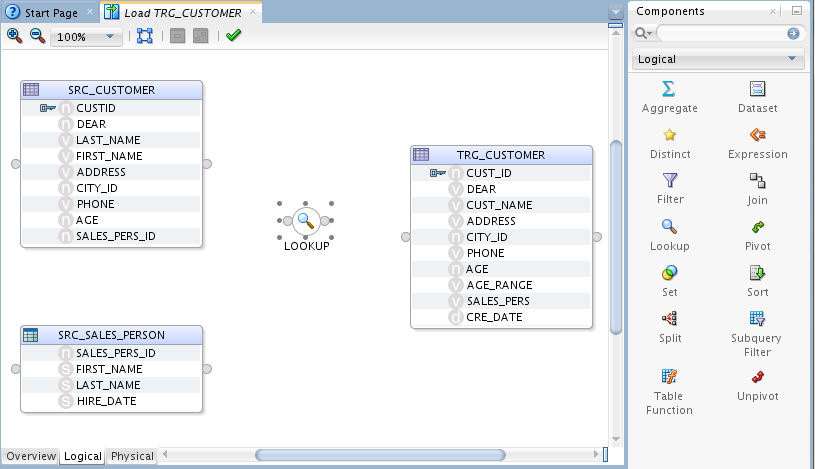 Start Page
Load TRG_CUSTOMER
100%
SRC_CUSTOMER
n CUSTID
n DEAR
v LAST_NAME
v FIRST_NAME
v ADDRESS
n CITY_ID
v PHONE
n AGE
n SALES_PERS_ID
LOOKUP
TRG_CUSTOMER
n CUST_ID
v DEAR
v CUST_NAME
v ADDRESS
n CITY_ID
v PHONE
n AGE
v AGE_RANGE
v SALES_PERS
d CRE_DATE
SRC_SALES_PERSON
n SALES_PERS_ID
S FIRST_NAME
S LAST_NAME
S HIRE_DATE
Overview Logical Physical
Components
Logical
Aggregate Dataset
Distinct Expression
Filter Join
Lookup Pivot
Set Sort
Split Subquery
Filter
Table Unpivot
Function